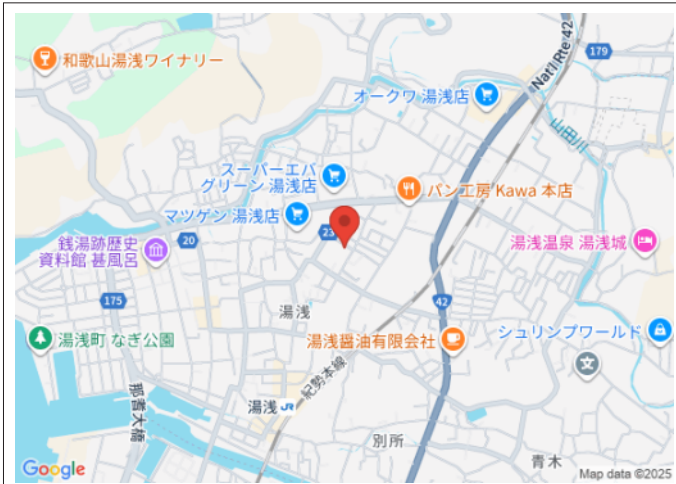 和歌山湯浅ワイナリー
Nat'l Rte 42
179
オークワ 湯浅店
山田川
スーパーエバ
グリーン 湯浅店
パン工房 Kawa 本店
マツゲン 湯浅店
23
20
銭湯跡歴史
資料館 甚風呂
湯浅温泉 湯浅城
175
42
湯浅
湯浅町 なぎ公園
湯浅醤油有限会社
シュリンプワールド
文
紀勢本線
那耆大橋
湯浅 JR
別所
青木
Google
Map data ©2025